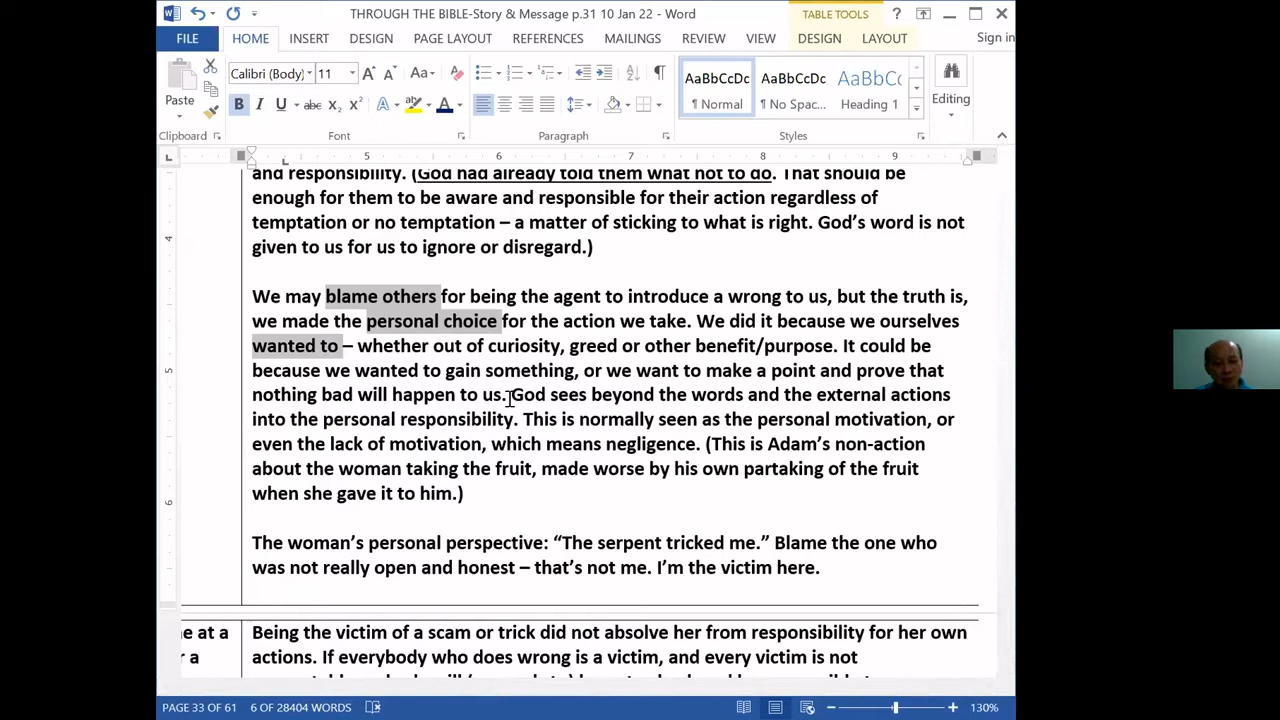 THROUGH THE BIBLE-Story & Message p.31 10 Jan 22 - Word
TABLE TOOLS
FILE HOME INSERT DESIGN PAGE LAYOUT REFERENCES MAILINGS REVIEW VIEW DESIGN LAYOUT Sign in
Calibri (Body) 11
Paste
AaBbCcDc AaBbCcDc AaBbCc
¶ Normal ¶ No Spac... Heading 1
Editing
Clipboard Font Paragraph Styles
5 6 7 8 9
and responsibility. (God had already told them what not to do. That should be
enough for them to be aware and responsible for their action regardless of
temptation or no temptation – a matter of sticking to what is right. God’s word is not
given to us for us to ignore or disregard.)
We may blame others for being the agent to introduce a wrong to us, but the truth is,
we made the personal choice for the action we take. We did it because we ourselves
wanted to – whether out of curiosity, greed or other benefit/purpose. It could be
because we wanted to gain something, or we want to make a point and prove that
nothing bad will happen to us. God sees beyond the words and the external actions
into the personal responsibility. This is normally seen as the personal motivation, or
even the lack of motivation, which means negligence. (This is Adam’s non-action
about the woman taking the fruit, made worse by his own partaking of the fruit
when she gave it to him.)
The woman’s personal perspective: “The serpent tricked me.” Blame the one who
was not really open and honest – that’s not me. I’m the victim here.
e at a
r a
Being the victim of a scam or trick did not absolve her from responsibility for her own
actions. If everybody who does wrong is a victim, and every victim is not
4
5
6
PAGE 33 OF 61 6 OF 28404 WORDS 130%